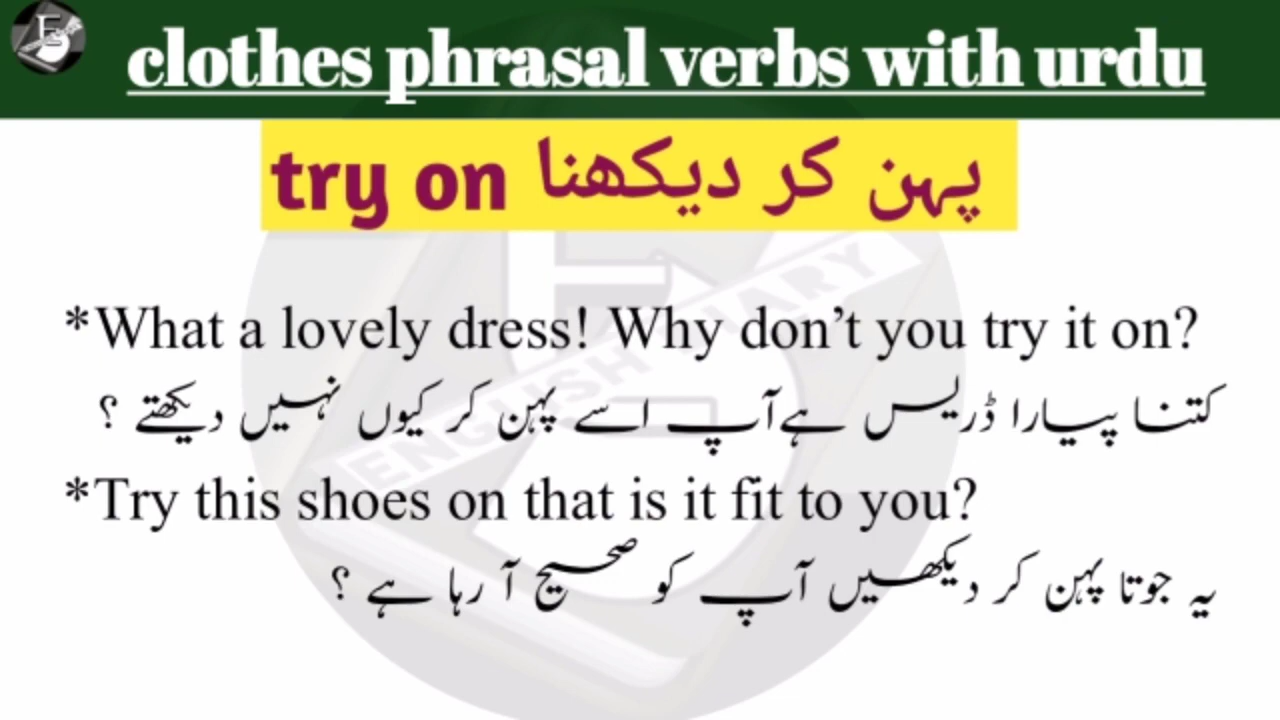 clothes phrasal verbs with urdu
try on پہن کر دیکھنا
*What a lovely dress! Why don’t you try it on?
کتنا پیارا ڈریس ہے آپ اسے پہن کر کیوں نہیں دیکھتے ؟
*Try this shoes on that is it fit to you?
یہ جوتا پہن کر دیکھیں آپ کو صحیح آ رہا ہے ؟
ENGLISH